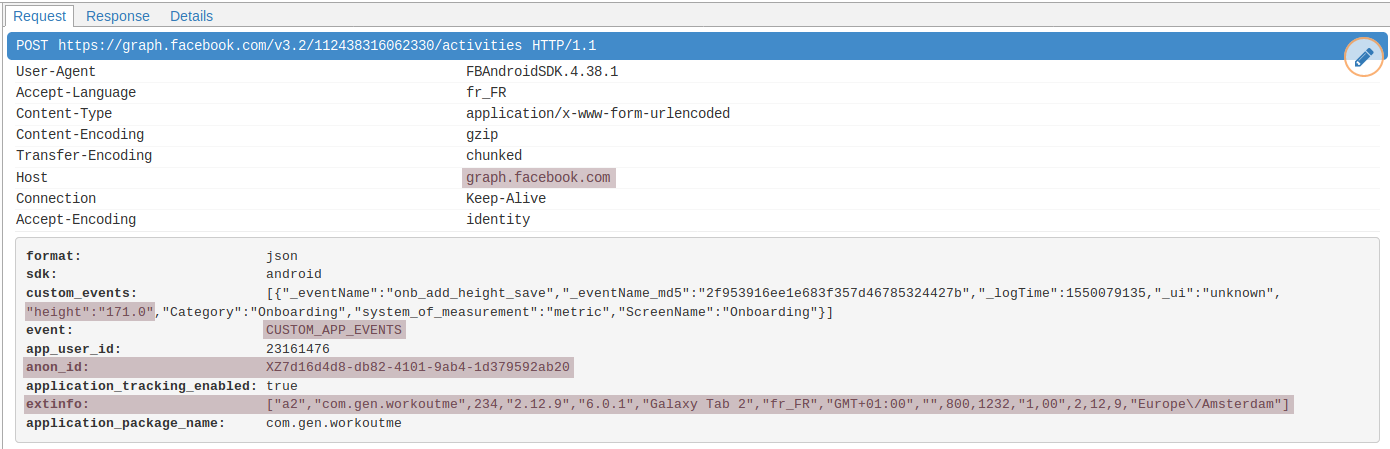 Request Response Details
POST https://graph.facebook.com/v3.2/112438316062330/activities HTTP/1.1
User-Agent FBAndroidSDK.4.38.1
Accept-Language fr_FR
Content-Type application/x-www-form-urlencoded
Content-Encoding gzip
Transfer-Encoding chunked
Host graph.facebook.com
Connection Keep-Alive
Accept-Encoding identity
format: json
sdk: android
custom_events: [{"_eventName":"onb_add_height_save","_eventName_md5":"2f953916ee1e683f357d46785324427b","_logTime":1550079135,"_ui":"unknown",
"height":"171.0","Category":"Onboarding","system_of_measurement":"metric","ScreenName":"Onboarding"}]
event: CUSTOM_APP_EVENTS
app_user_id: 23161476
anon_id: XZ7d16d4d8-db82-4101-9ab4-1d379592ab20
application_tracking_enabled: true
extinfo: ["a2","com.gen.workoutme",234,"2.12.9","6.0.1","Galaxy Tab 2","fr_FR","GMT+01:00","",800,1232,"1,00",2,12,9,"Europe\/Amsterdam"]
application_package_name: com.gen.workoutme